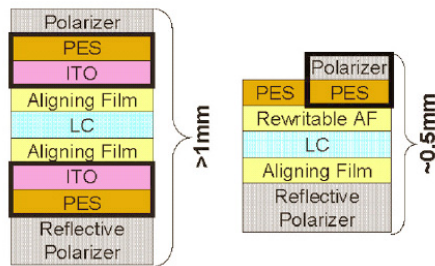 Polarizer
PES
ITO
Aligning Film
LC
Aligning Film
ITO
PES
Reflective
Polarizer
>1mm
Polarizer
PES PES
Rewritable AF
LC
Aligning Film
Reflective
Polarizer
~0.5mm